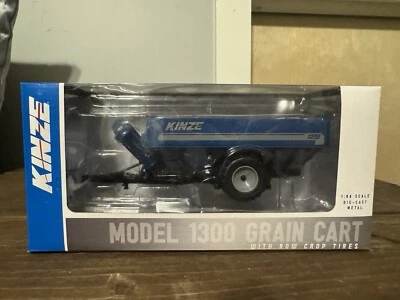 KINZE
KINZE
1:64 SCALE
DIE-CAST
METAL
MODEL 1300 GRAIN CART
WITH ROW CROP TIRES